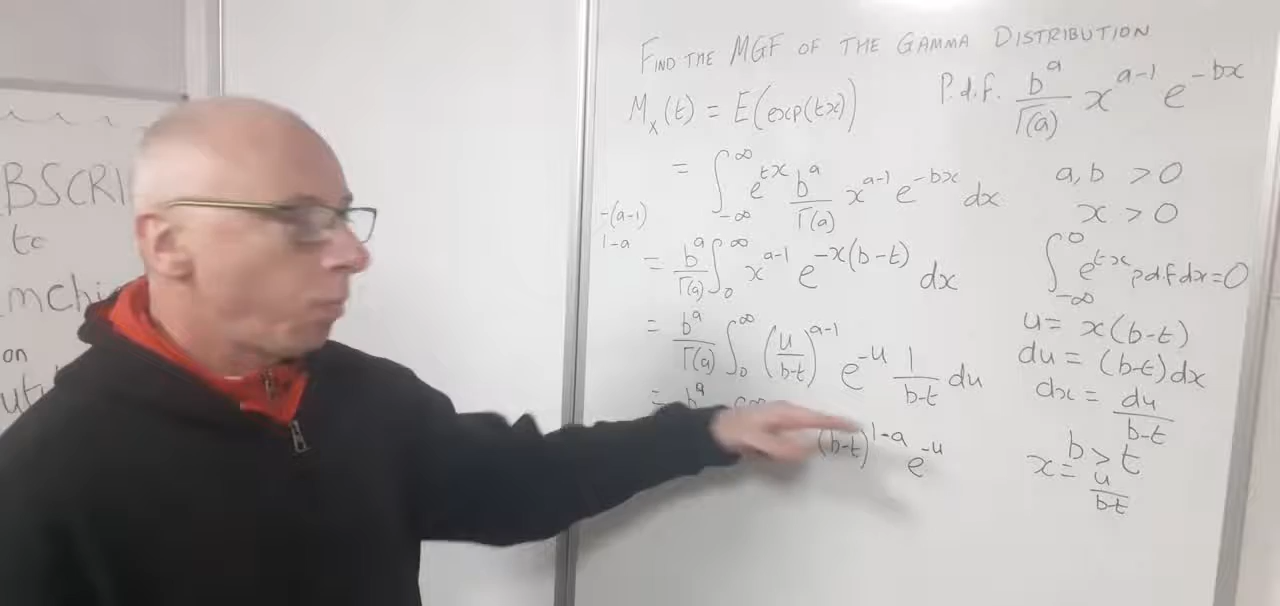 FIND THE MGF OF THE GAMMA DISTRIBUTION
M_x(t) = E(exp(tx))
= ∫_{-∞}^{∞} e^{tx} b^a/Γ(a) x^{a-1} e^{-bx} dx
-(a-1)
1-a
= b^a/Γ(a) ∫_0^∞ x^{a-1} e^{-x(b-t)} dx
= b^a/Γ(a) ∫_0^∞ (u/(b-t))^{a-1} e^{-u} 1/(b-t) du
= b^a
(b-t)^{1-a} e^{-u}
P.d.f. b^a/Γ(a) x^{a-1} e^{-bx}
a,b > 0
x > 0
∫_{-∞}^0 e^{tx} pdf dx = 0
u = x(b-t)
du = (b-t)dx
dx = du/(b-t)
b > t
x = u/(b-t)
BSCRI
to
mchi
on